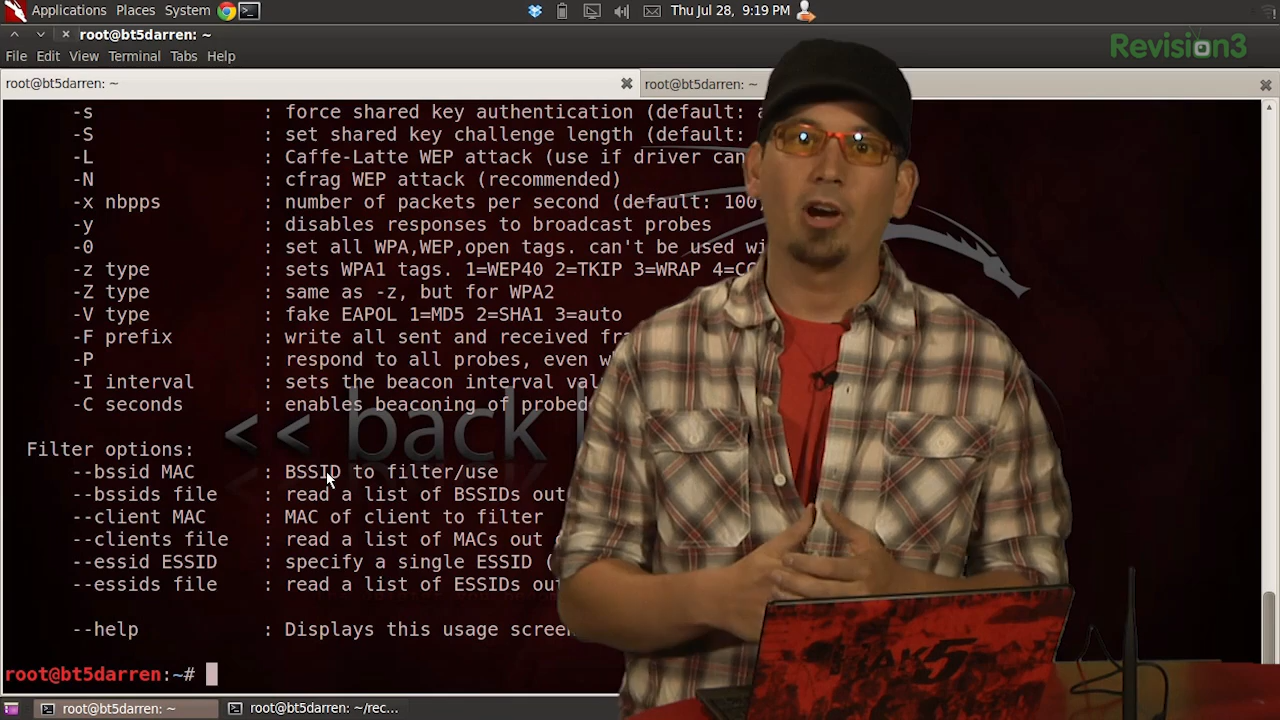 Applications Places System Thu Jul 28, 9:19 PM
root@bt5darren: ~
Revision3
File Edit View Terminal Tabs Help
root@bt5darren: ~ root@bt5darren: ~
-s : force shared key authentication (default:
-S : set shared key challenge length (default:
-L : Caffe-Latte WEP attack (use if driver can
-N : cfrag WEP attack (recommended)
-x nbpps : number of packets per second (default: 100
-y : disables responses to broadcast probes
-0 : set all WPA,WEP,open tags. can't be used
-z type : sets WPA1 tags. 1=WEP40 2=TKIP 3=WRAP
-Z type : same as -z, but for WPA2
-V type : fake EAPOL 1=MD5 2=SHA1 3=auto
-F prefix : write all sent and received
-P : respond to all probes, even
-I interval : sets the beacon interval
-C seconds : enables beaconing of probed
<< back
Filter options:
--bssid MAC : BSSID to filter/use
--bssids file : read a list of BSSIDs out
--client MAC : MAC of client to filter
--clients file : read a list of MACs out
--essid ESSID : specify a single ESSID (
--essids file : read a list of ESSIDs
--help : Displays this usage screen
HAK5
root@bt5darren:~#
root@bt5darren: ~ root@bt5darren: ~/rec...